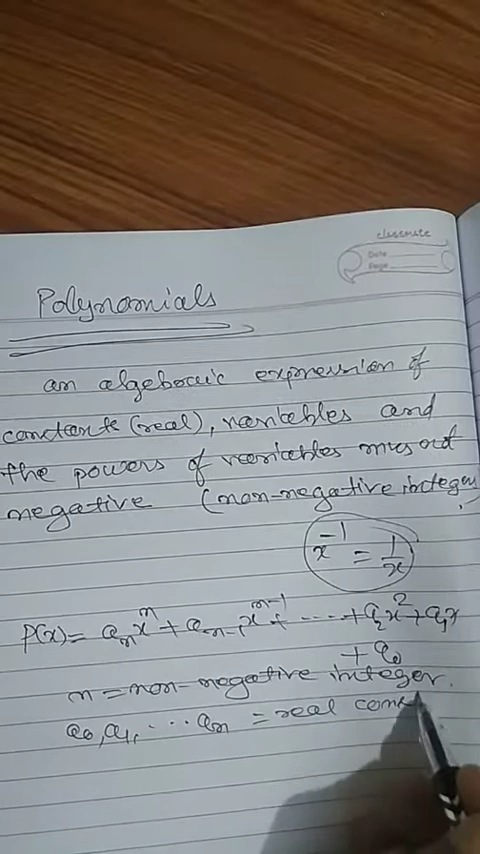 classmate
Date
Page
Polynomials
an algebraic expression of
constants (real), variables and
the powers of variables must not
negative (non-negative integer)
x^{-1} = 1/x
P(x) = aₙxⁿ + aₙ₋₁xⁿ⁻¹ + ... + a₂x² + a₁x
+ a₀
n = non-negative integer.
a₀, a₁, ... aₙ = real cons